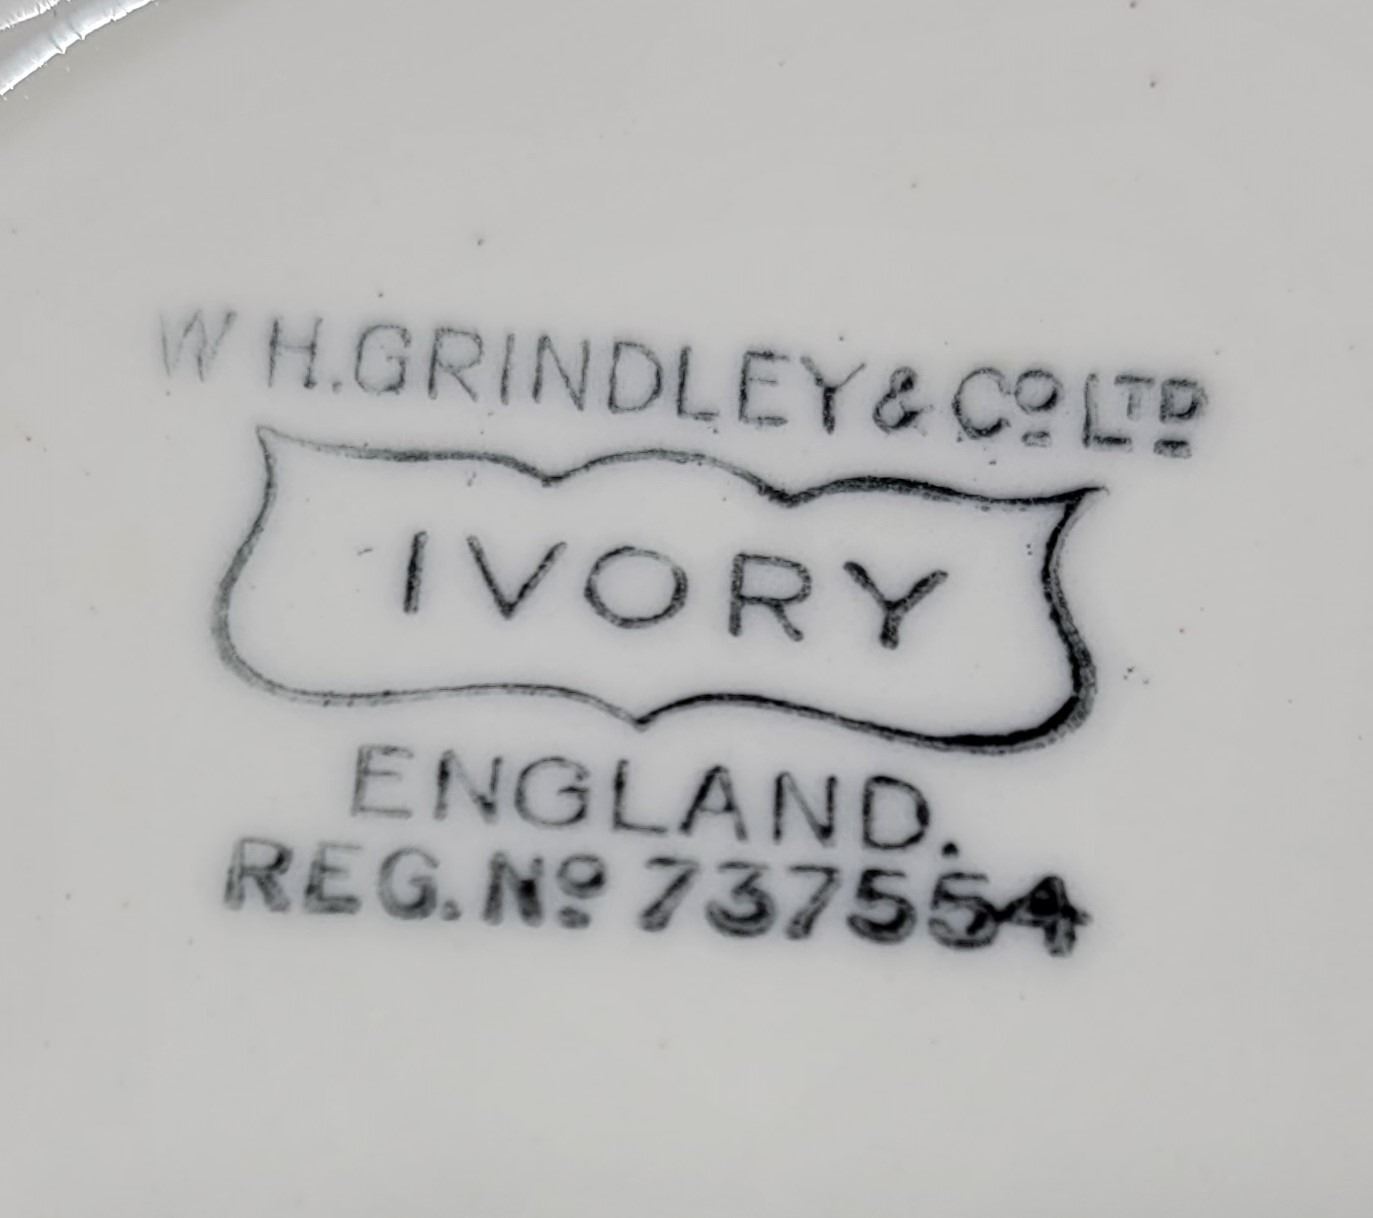 W H. GRINDLEY & Cº LTD
IVORY
ENGLAND.
REG. Nº 737554